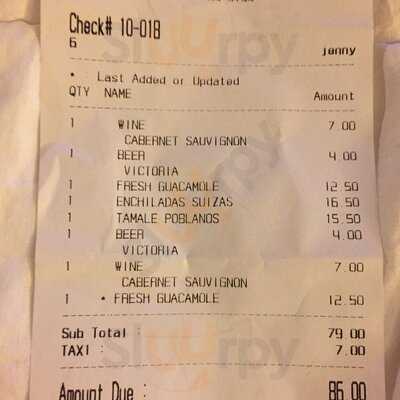 Check# 10-018
6 jenny
* Last Added or Updated
QTY NAME Amount
1 WINE 7.00
CABERNET SAUVIGNON
1 BEER 4.00
VICTORIA
1 FRESH GUACAMOLE 12.50
1 ENCHILADAS SUIZAS 16.50
1 TAMALE POBLANOS 15.50
1 BEER 4.00
VICTORIA
1 WINE 7.00
CABERNET SAUVIGNON
1 * FRESH GUACAMOLE 12.50
Sub Total : 79.00
TAX1 : 7.00
Amount Due : 86.00